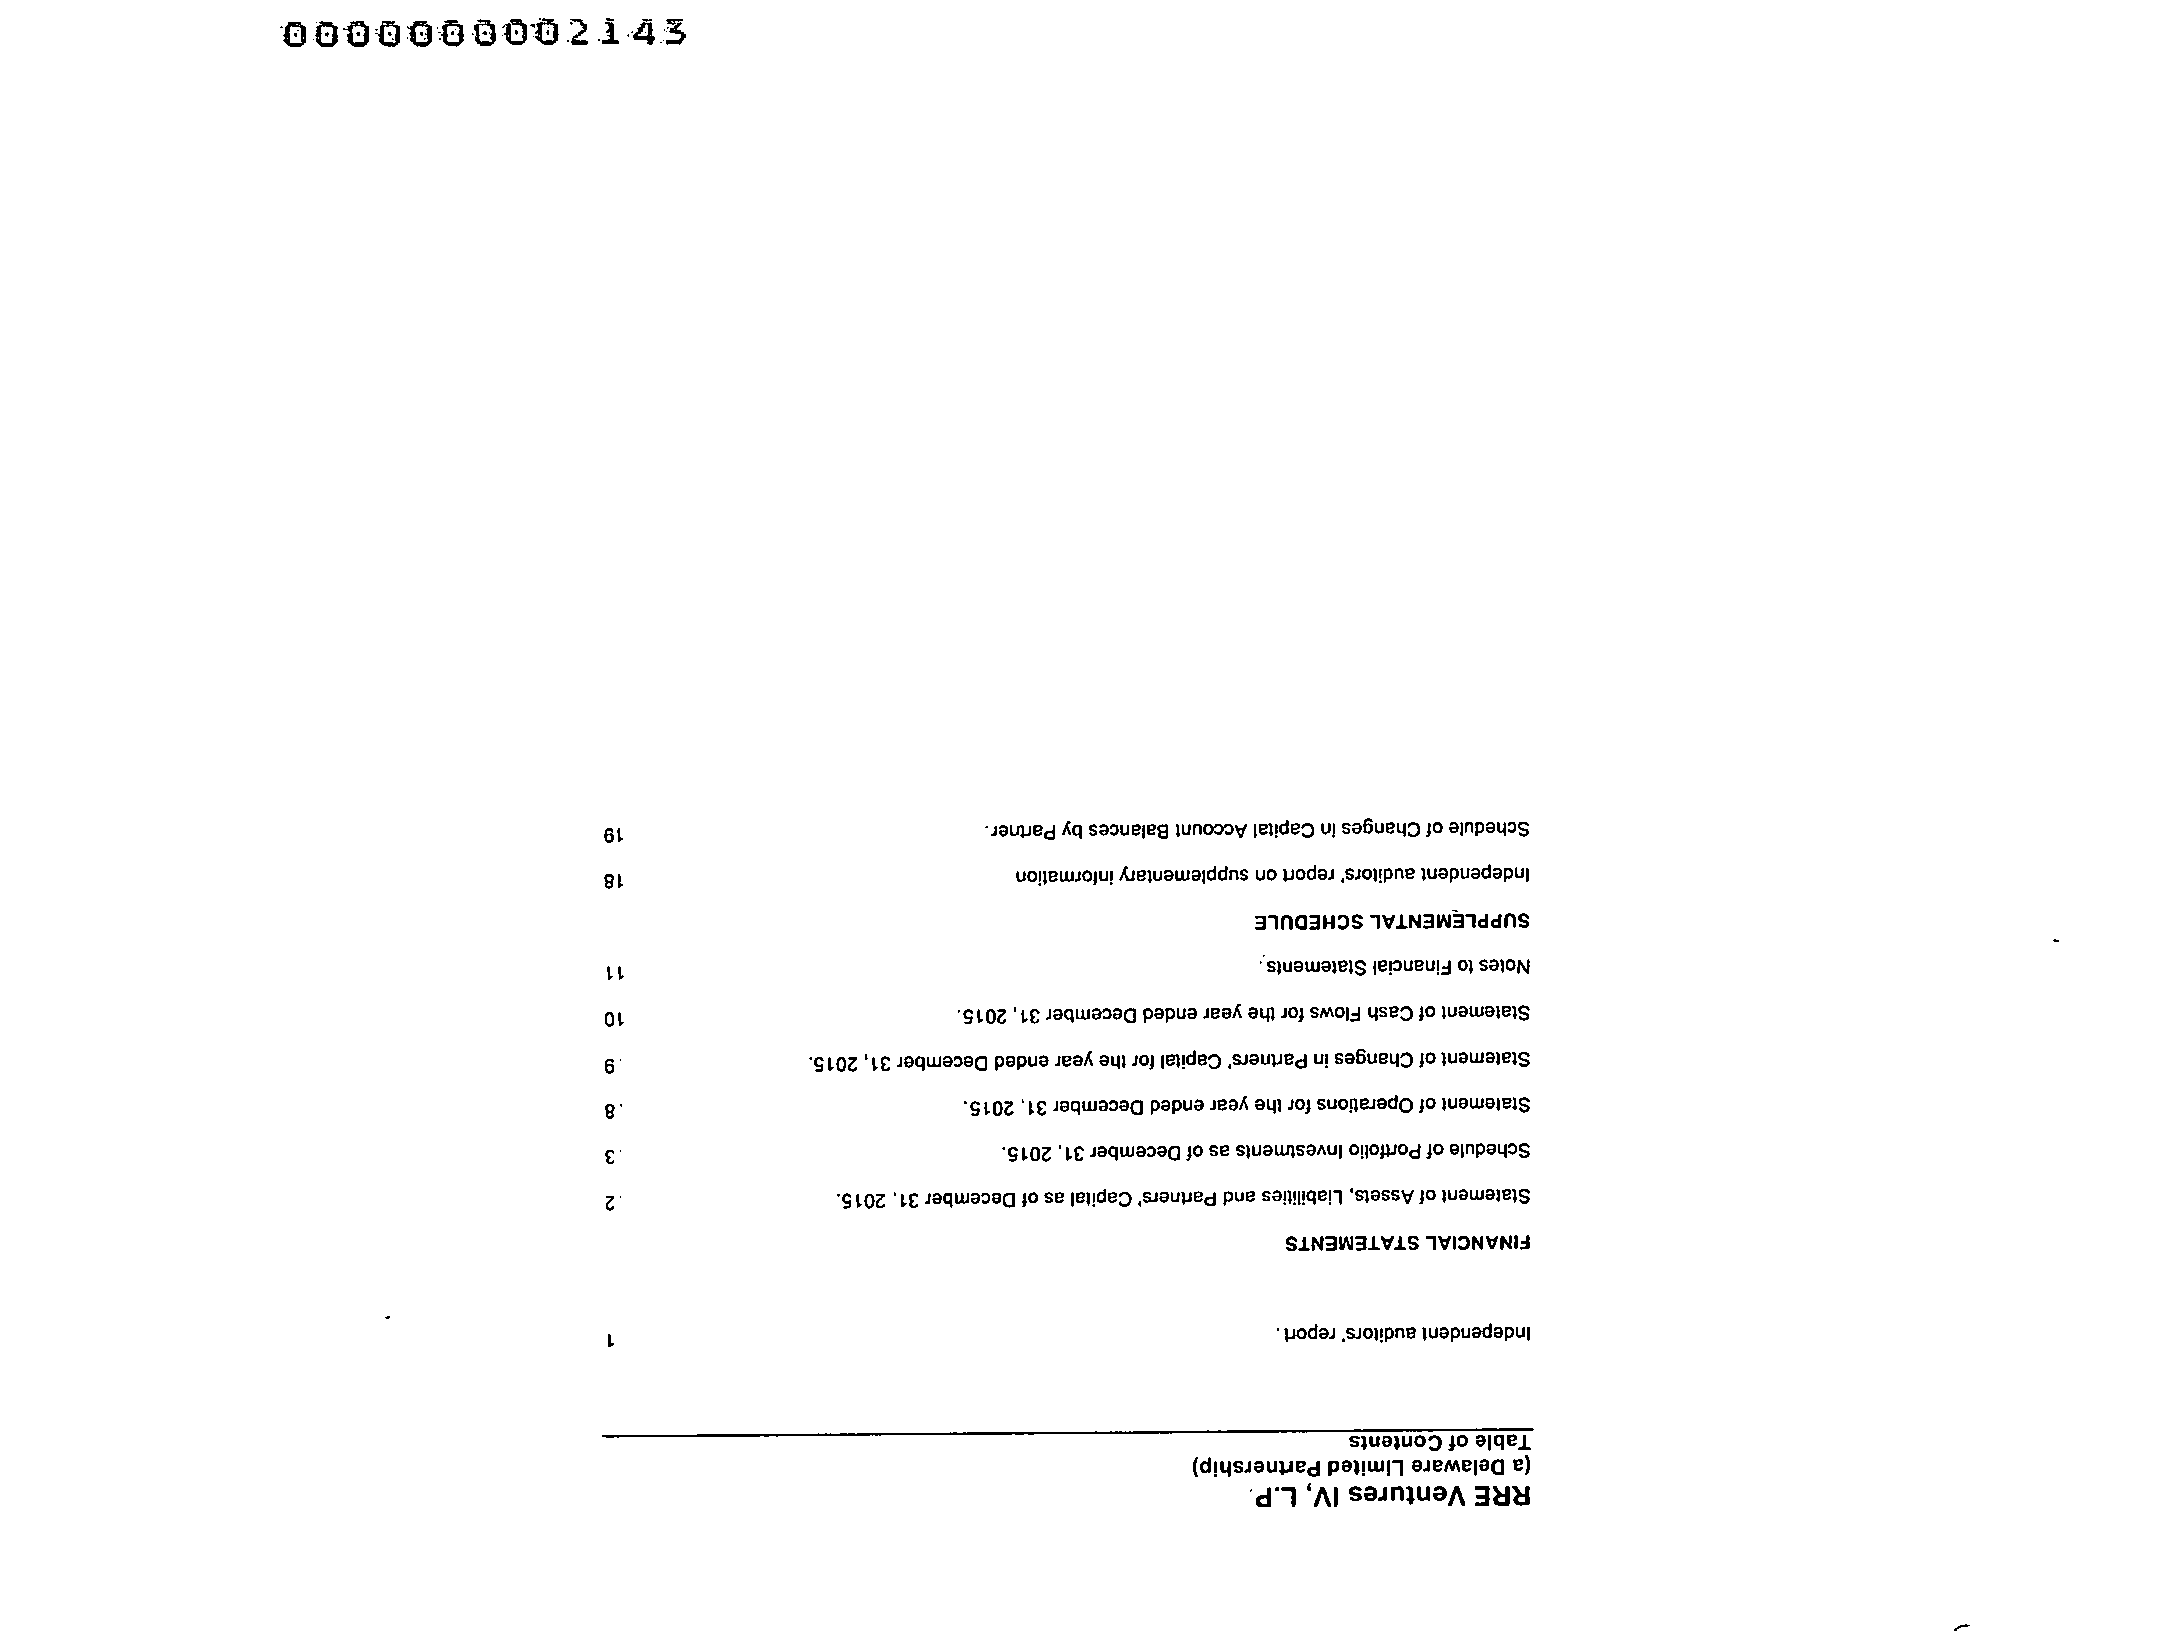 0000000002143
RRE Ventures IV, L.P.
(a Delaware Limited Partnership)
Table of Contents
Independent auditors' report. 1
FINANCIAL STATEMENTS
Statement of Assets, Liabilities and Partners' Capital as of December 31, 2015. 2
Schedule of Portfolio Investments as of December 31, 2015. 3
Statement of Operations for the year ended December 31, 2015. 8
Statement of Changes in Partners' Capital for the year ended December 31, 2015. 9
Statement of Cash Flows for the year ended December 31, 2015. 10
Notes to Financial Statements. 11
SUPPLEMENTAL SCHEDULE
Independent auditors' report on supplementary information 18
Schedule of Changes in Capital Account Balances by Partner. 19